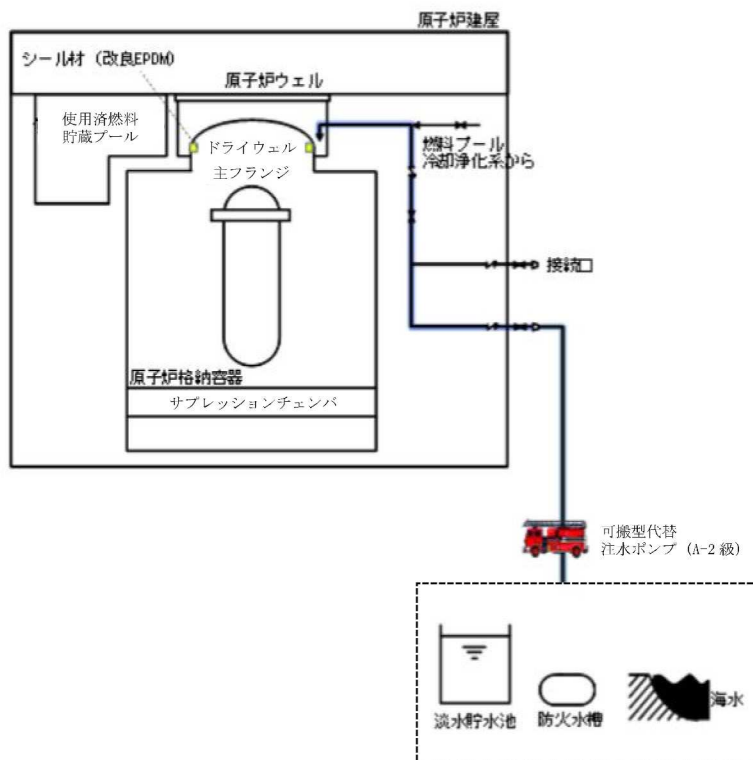 原子炉建屋
シール材（改良EPDM）
原子炉ウェル
使用済燃料
貯蔵プール
ドライウェル
主フランジ
燃料プール
冷却浄化系から
接続口
原子炉格納容器
サプレッションチェンバ
可搬型代替
注水ポンプ（A-2級）
淡水貯水池
防火水槽
海水